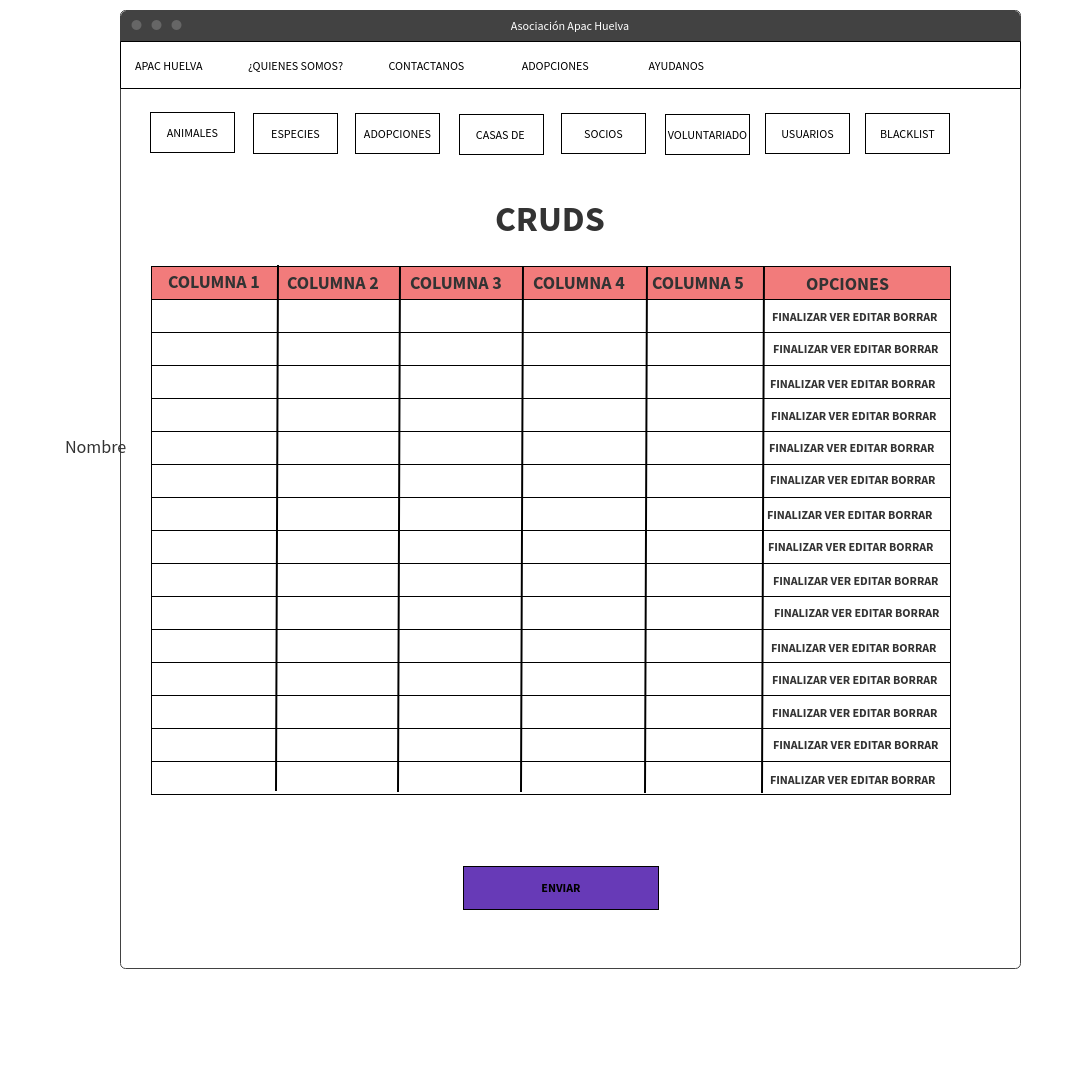 Asociación Apac Huelva
APAC HUELVA ¿QUIENES SOMOS? CONTACTANOS ADOPCIONES AYUDANOS
ANIMALES ESPECIES ADOPCIONES CASAS DE SOCIOS VOLUNTARIADO USUARIOS BLACKLIST
CRUDS
COLUMNA 1 COLUMNA 2 COLUMNA 3 COLUMNA 4 COLUMNA 5 OPCIONES
FINALIZAR VER EDITAR BORRAR
FINALIZAR VER EDITAR BORRAR
FINALIZAR VER EDITAR BORRAR
FINALIZAR VER EDITAR BORRAR
Nombre FINALIZAR VER EDITAR BORRAR
FINALIZAR VER EDITAR BORRAR
FINALIZAR VER EDITAR BORRAR
FINALIZAR VER EDITAR BORRAR
FINALIZAR VER EDITAR BORRAR
FINALIZAR VER EDITAR BORRAR
FINALIZAR VER EDITAR BORRAR
FINALIZAR VER EDITAR BORRAR
FINALIZAR VER EDITAR BORRAR
FINALIZAR VER EDITAR BORRAR
FINALIZAR VER EDITAR BORRAR
ENVIAR